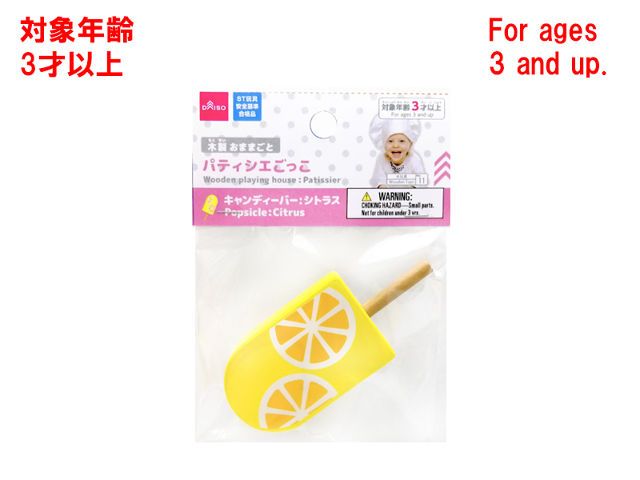 対象年齢
3才以上
For ages
3 and up.
DAISO
ST玩具
安全基準
合格品
対象年齢3才以上
For ages 3 and up
木製 おままごと
パティシエごっこ
Wooden playing house : Patissier
11
キャンディーバー:シトラス
Popsicle:Citrus
WARNING:
CHOKING HAZARD—Small parts.
Not for children under 3 yrs.